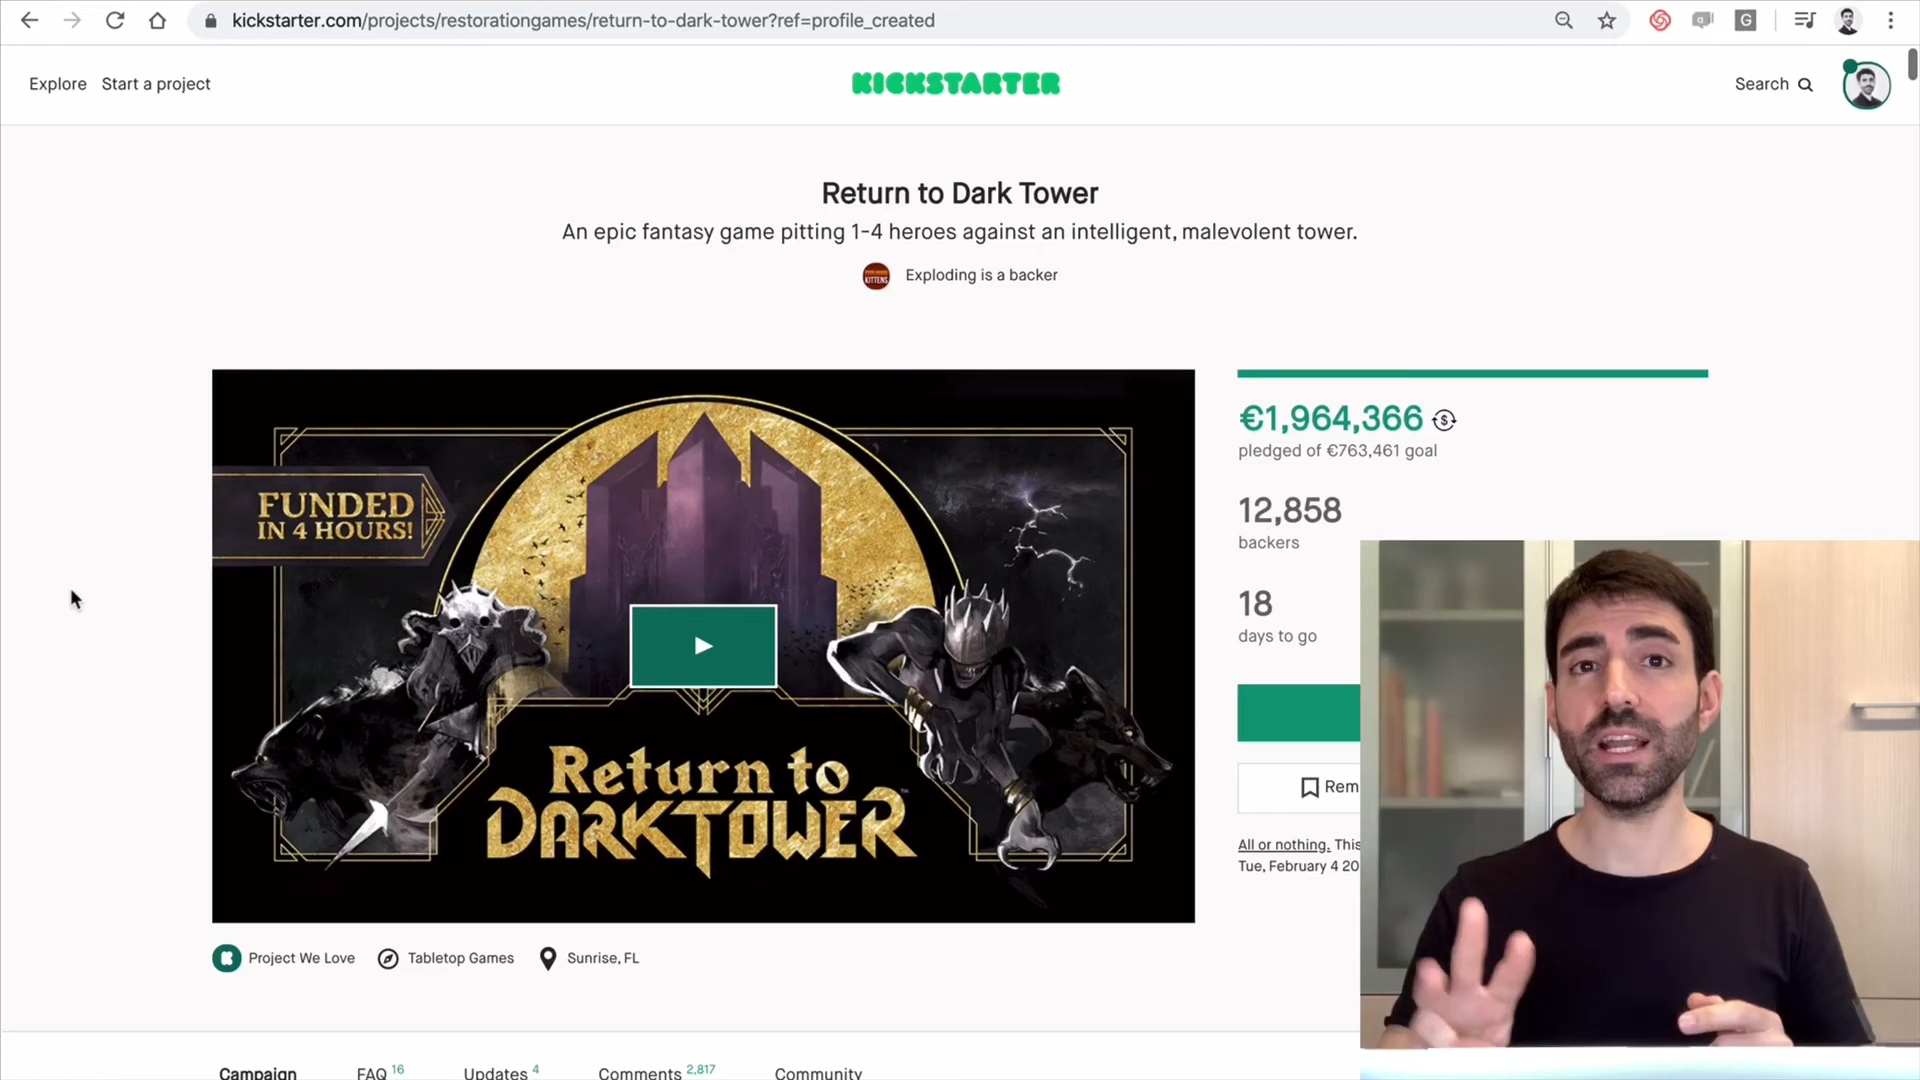 kickstarter.com/projects/restorationgames/return-to-dark-tower?ref=profile_created
G
Explore Start a project
KICKSTARTER
Search
Return to Dark Tower
An epic fantasy game pitting 1-4 heroes against an intelligent, malevolent tower.
KITTENS
Exploding is a backer
FUNDED
IN 4 HOURS!
Return to
DARK TOWER
™
€1,964,366
pledged of €763,461 goal
12,858
backers
18
days to go
Rem
All or nothing. This
Tue, February 4 20
Project We Love Tabletop Games Sunrise, FL
Campaign FAQ 16 Updates 4 Comments 2,817 Community